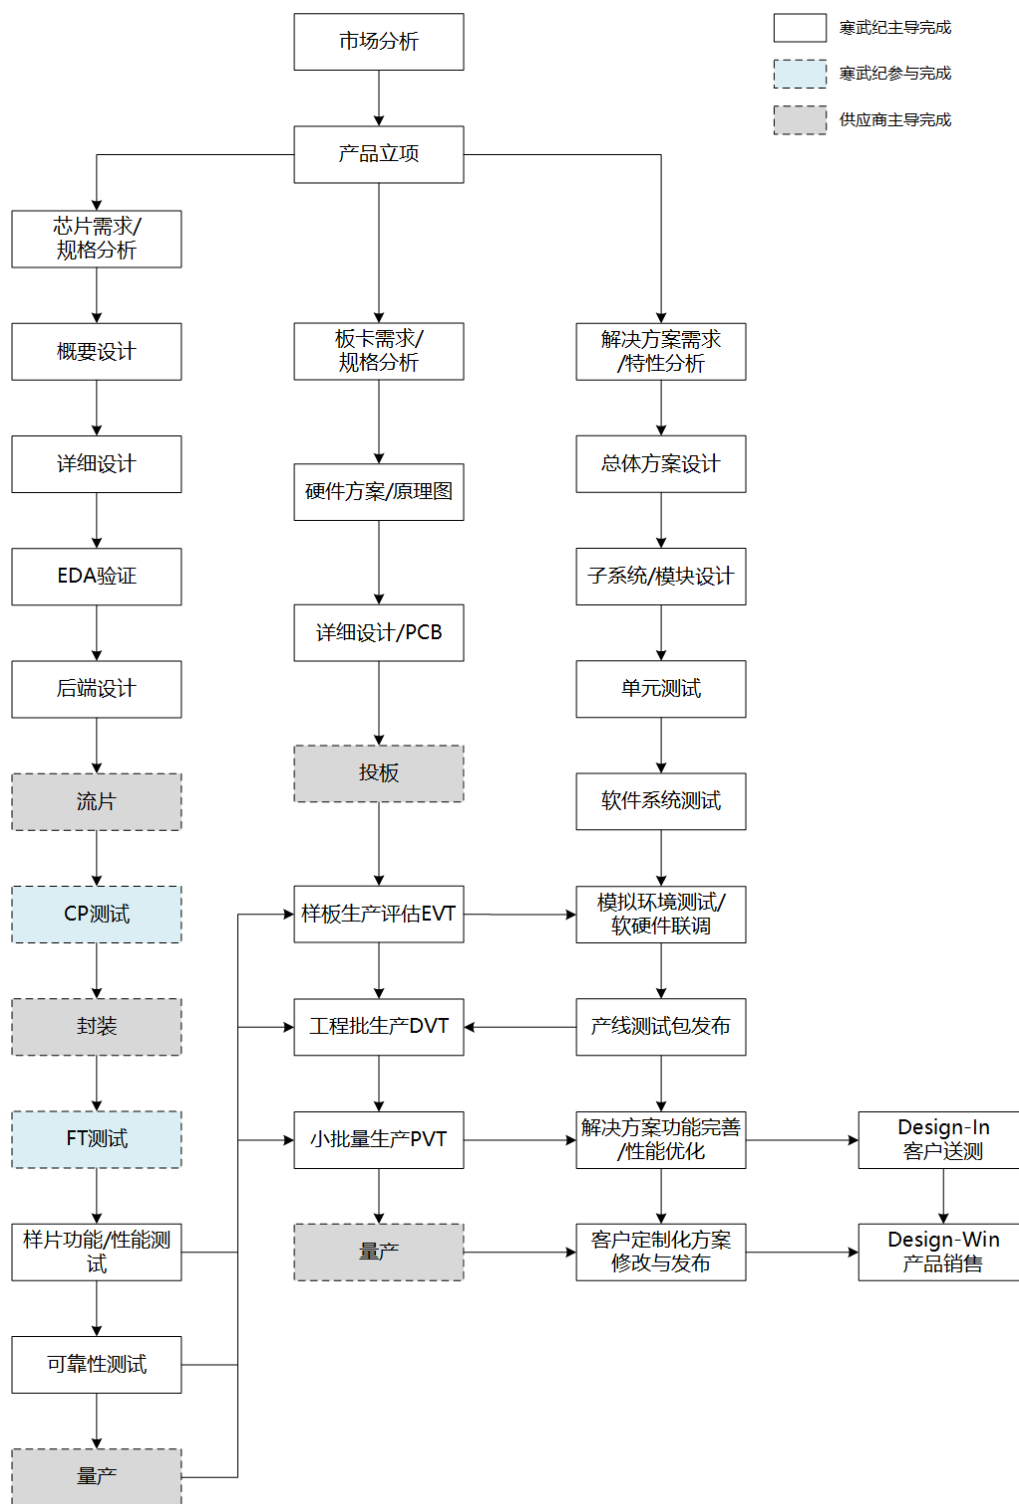 市场分析
寒武纪主导完成
寒武纪参与完成
供应商主导完成
产品立项
芯片需求/
规格分析
概要设计
详细设计
EDA验证
后端设计
流片
CP测试
封装
FT测试
样片功能/性能测
试
可靠性测试
量产
板卡需求/
规格分析
硬件方案/原理图
详细设计/PCB
投板
样板生产评估EVT
工程批生产DVT
小批量生产PVT
量产
解决方案需求
/特性分析
总体方案设计
子系统/模块设计
单元测试
软件系统测试
模拟环境测试/
软硬件联调
产线测试包发布
解决方案功能完善
/性能优化
客户定制化方案
修改与发布
Design-In
客户送测
Design-Win
产品销售